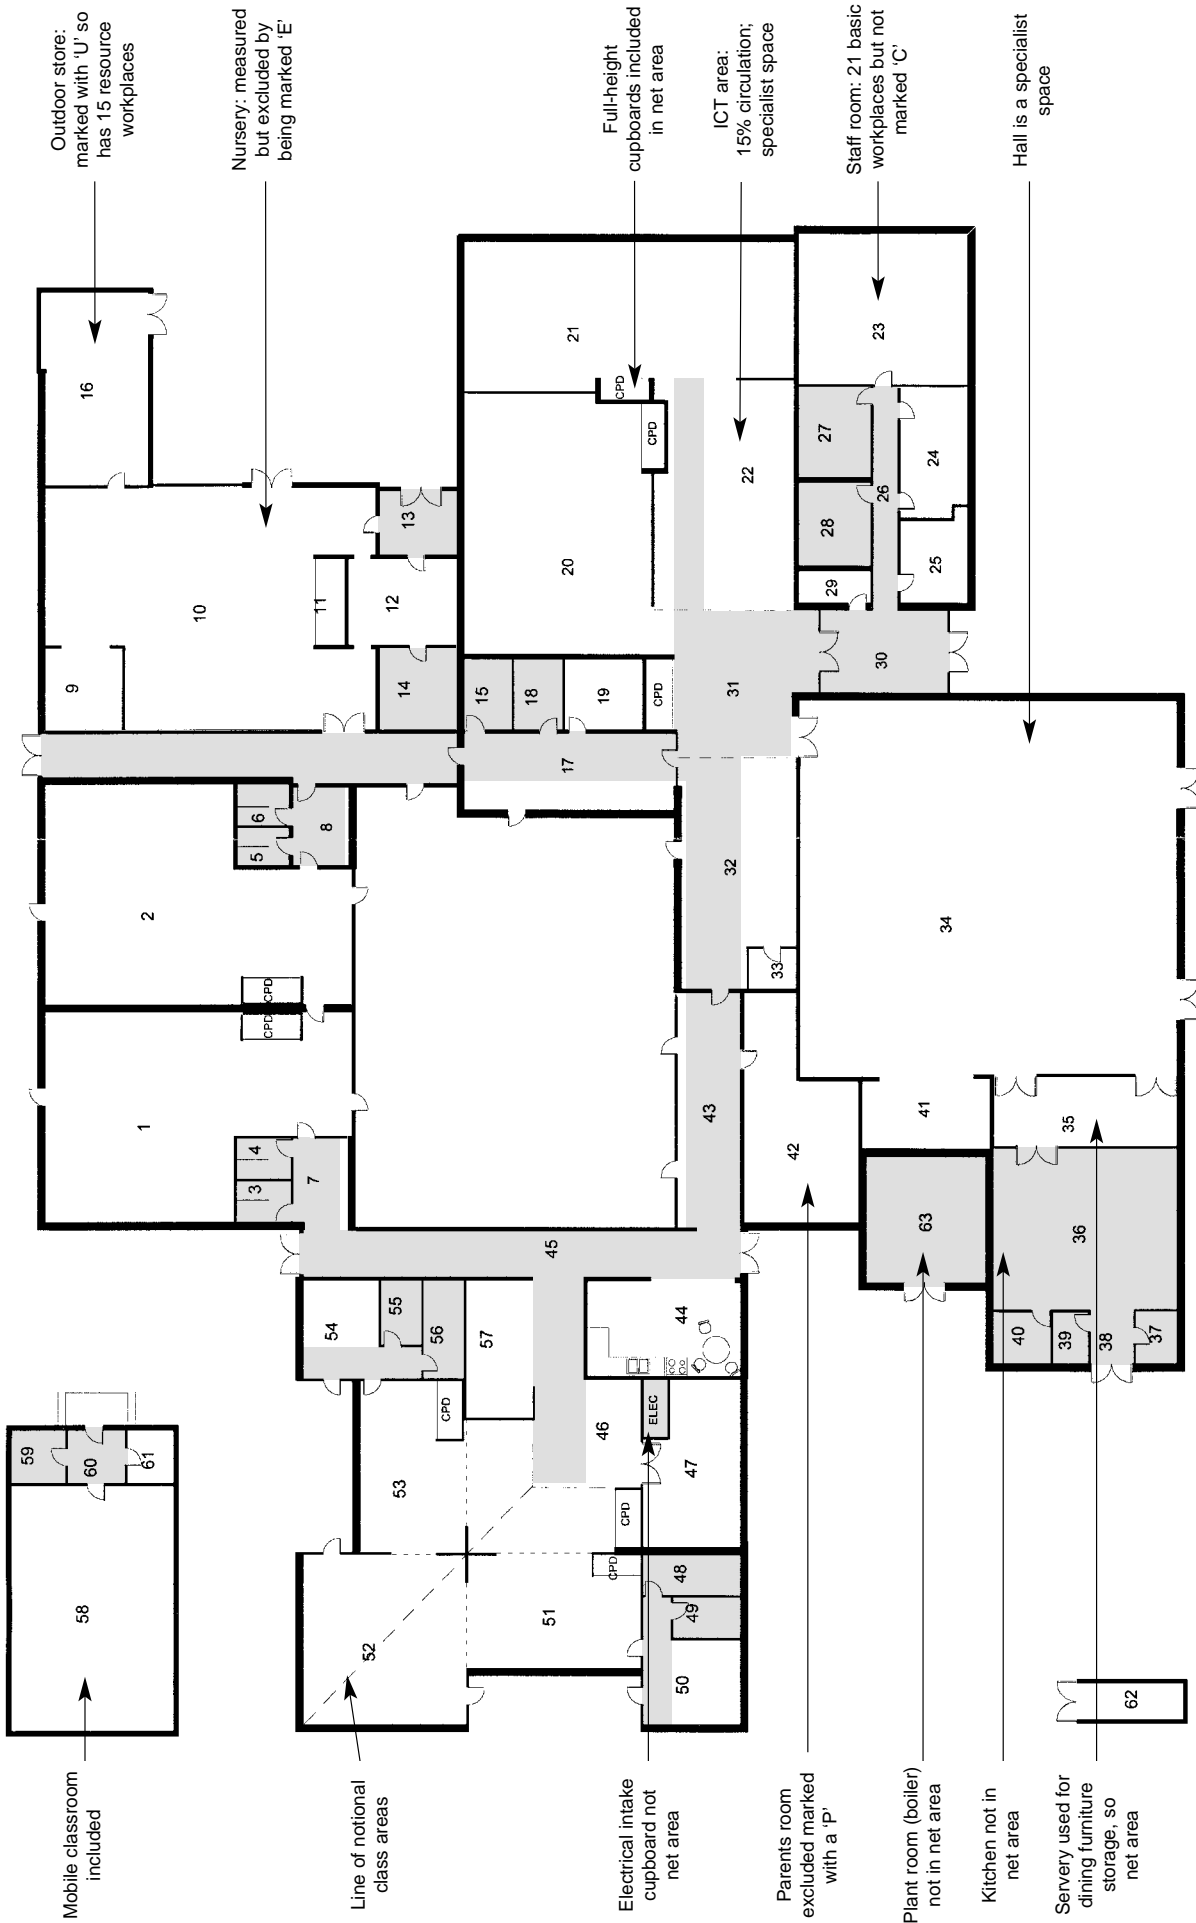 Outdoor store:
marked with ‘U’ so
has 15 resource
workplaces
Nursery: measured
but excluded by
being marked ‘E’
Full-height
cupboards included
in net area
ICT area:
15% circulation;
specialist space
Staff room: 21 basic
workplaces but not
marked ‘C’
Hall is a specialist
space
16
10
11
12
13
9
14
21
CPD
CPD
20
22
23
27
28
29
26
24
25
15
18
19
CPD
17
31
30
2
6
5
8
CPD
CPD
1
4
3
7
32
33
34
43
42
41
35
63
36
40
39
38
37
45
54
55
56
57
44
CPD
ELEC
46
47
53
CPD
CPD
52
51
48
49
50
59
60
61
58
62
Mobile classroom
included
Line of notional
class areas
Electrical intake
cupboard not
net area
Parents room
excluded marked
with a ‘P’
Plant room (boiler)
not in net area
Kitchen not in
net area
Servery used for
dining furniture
storage, so
net area